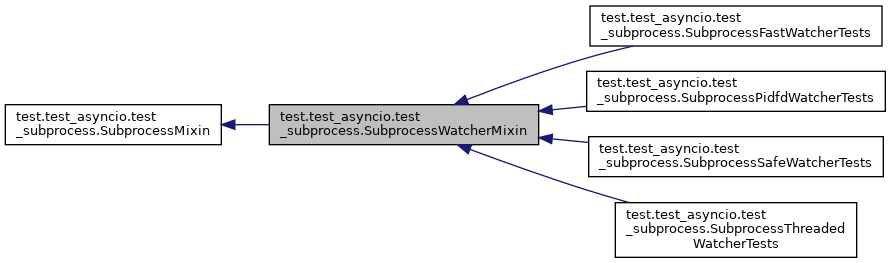 test.test_asyncio.test
_subprocess.SubprocessMixin
test.test_asyncio.test
_subprocess.SubprocessWatcherMixin
test.test_asyncio.test
_subprocess.SubprocessFastWatcherTests
test.test_asyncio.test
_subprocess.SubprocessPidfdWatcherTests
test.test_asyncio.test
_subprocess.SubprocessSafeWatcherTests
test.test_asyncio.test
_subprocess.SubprocessThreaded
WatcherTests